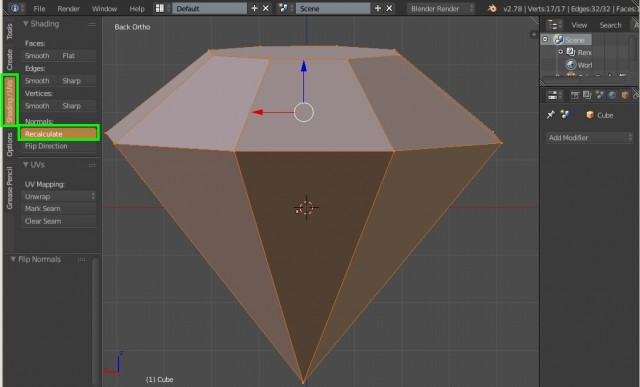 File Render Window Help Default Scene Blender Render v2.78 | Verts:17/17 | Edges:32/32 | Faces:1
Shading
Faces:
Smooth Flat
Edges:
Smooth Sharp
Vertices:
Smooth Sharp
Normals:
Recalculate
Flip Direction
UVs
UV Mapping:
Unwrap
Mark Seam
Clear Seam
Flip Normals
Tools
Create
Shading / UVs
Options
Grease Pencil
Back Ortho
z
(1) Cube
View Search
Scene
Worl
Cube
Add Modifier